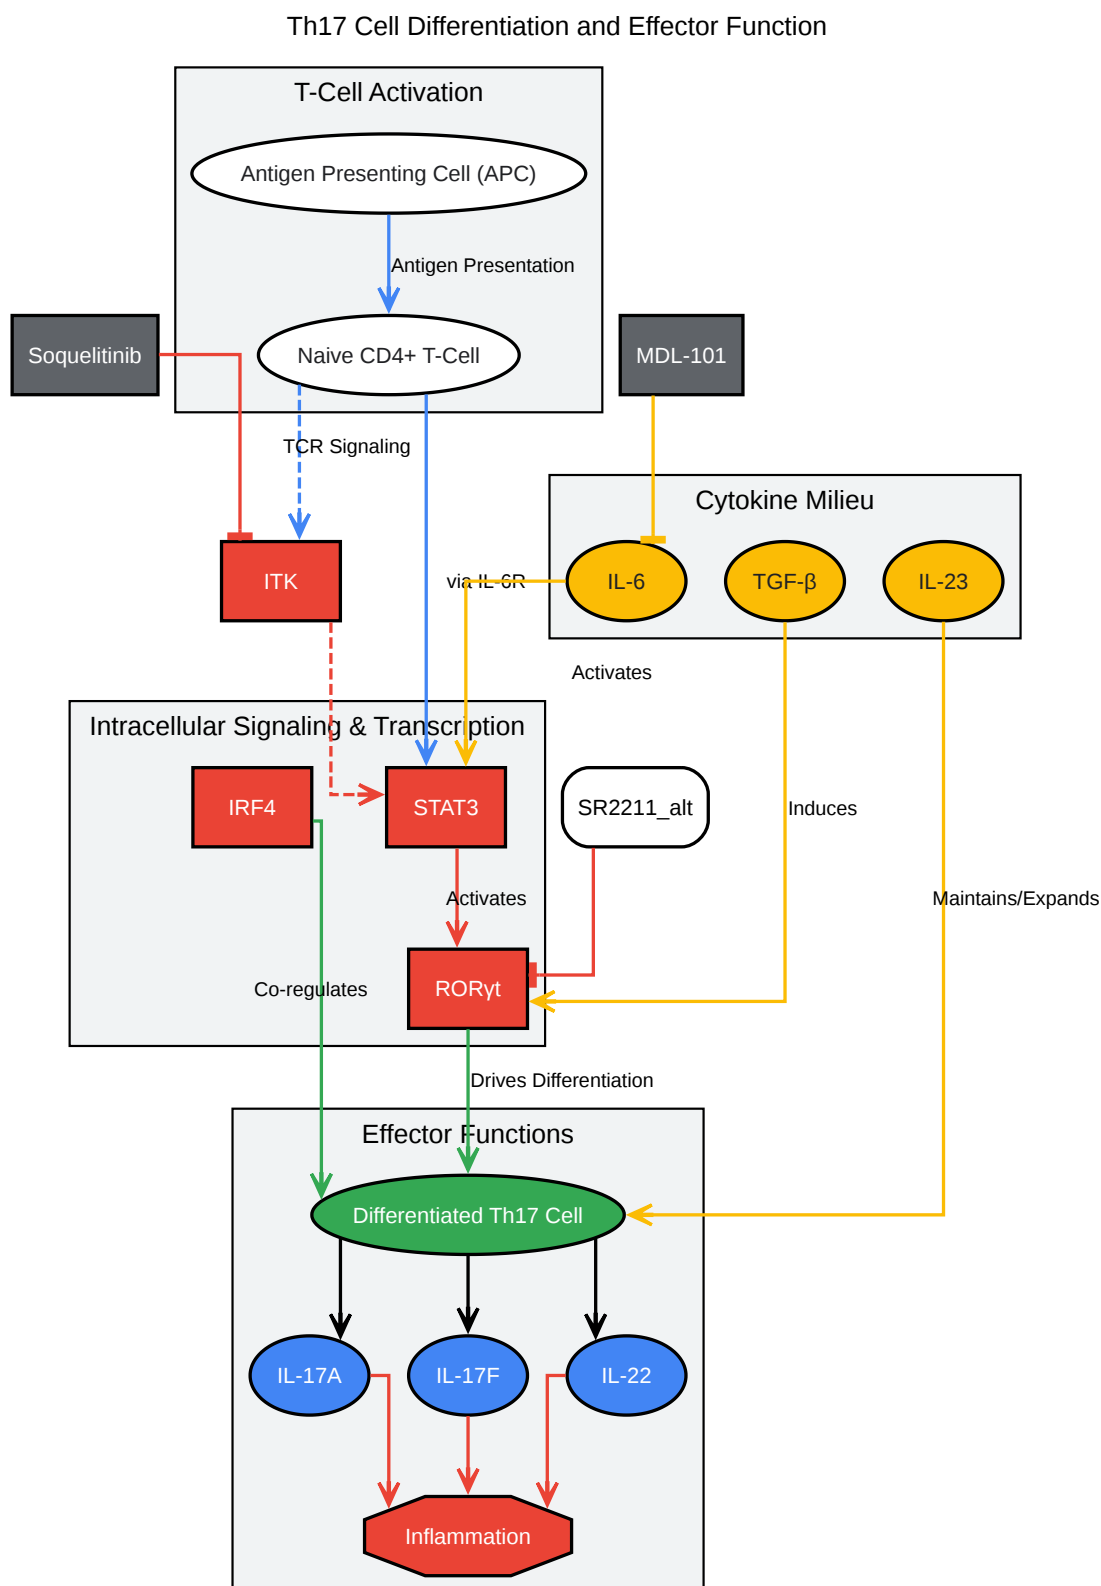 Th17 Cell Differentiation and Effector Function
T-Cell Activation
Antigen Presenting Cell (APC)
Antigen Presentation
Soquelitinib
Naive CD4+ T-Cell
MDL-101
TCR Signaling
Cytokine Milieu
ITK
via IL-6R
IL-6
TGF-β
IL-23
Activates
Intracellular Signaling & Transcription
IRF4
STAT3
SR2211_alt
Induces
Activates
Maintains/Expands
Co-regulates
RORγt
Drives Differentiation
Effector Functions
Differentiated Th17 Cell
IL-17A
IL-17F
IL-22
Inflammation